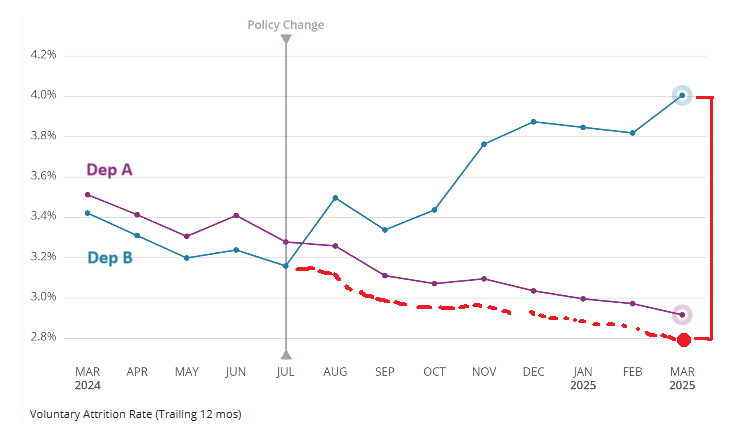 Policy Change
4.2%
4.0%
3.8%
3.6%
3.4%
3.2%
3.0%
2.8%
Dep A
Dep B
MAR APR MAY JUN JUL AUG SEP OCT NOV DEC JAN FEB MAR
2024 2025 2025
Voluntary Attrition Rate (Trailing 12 mos)